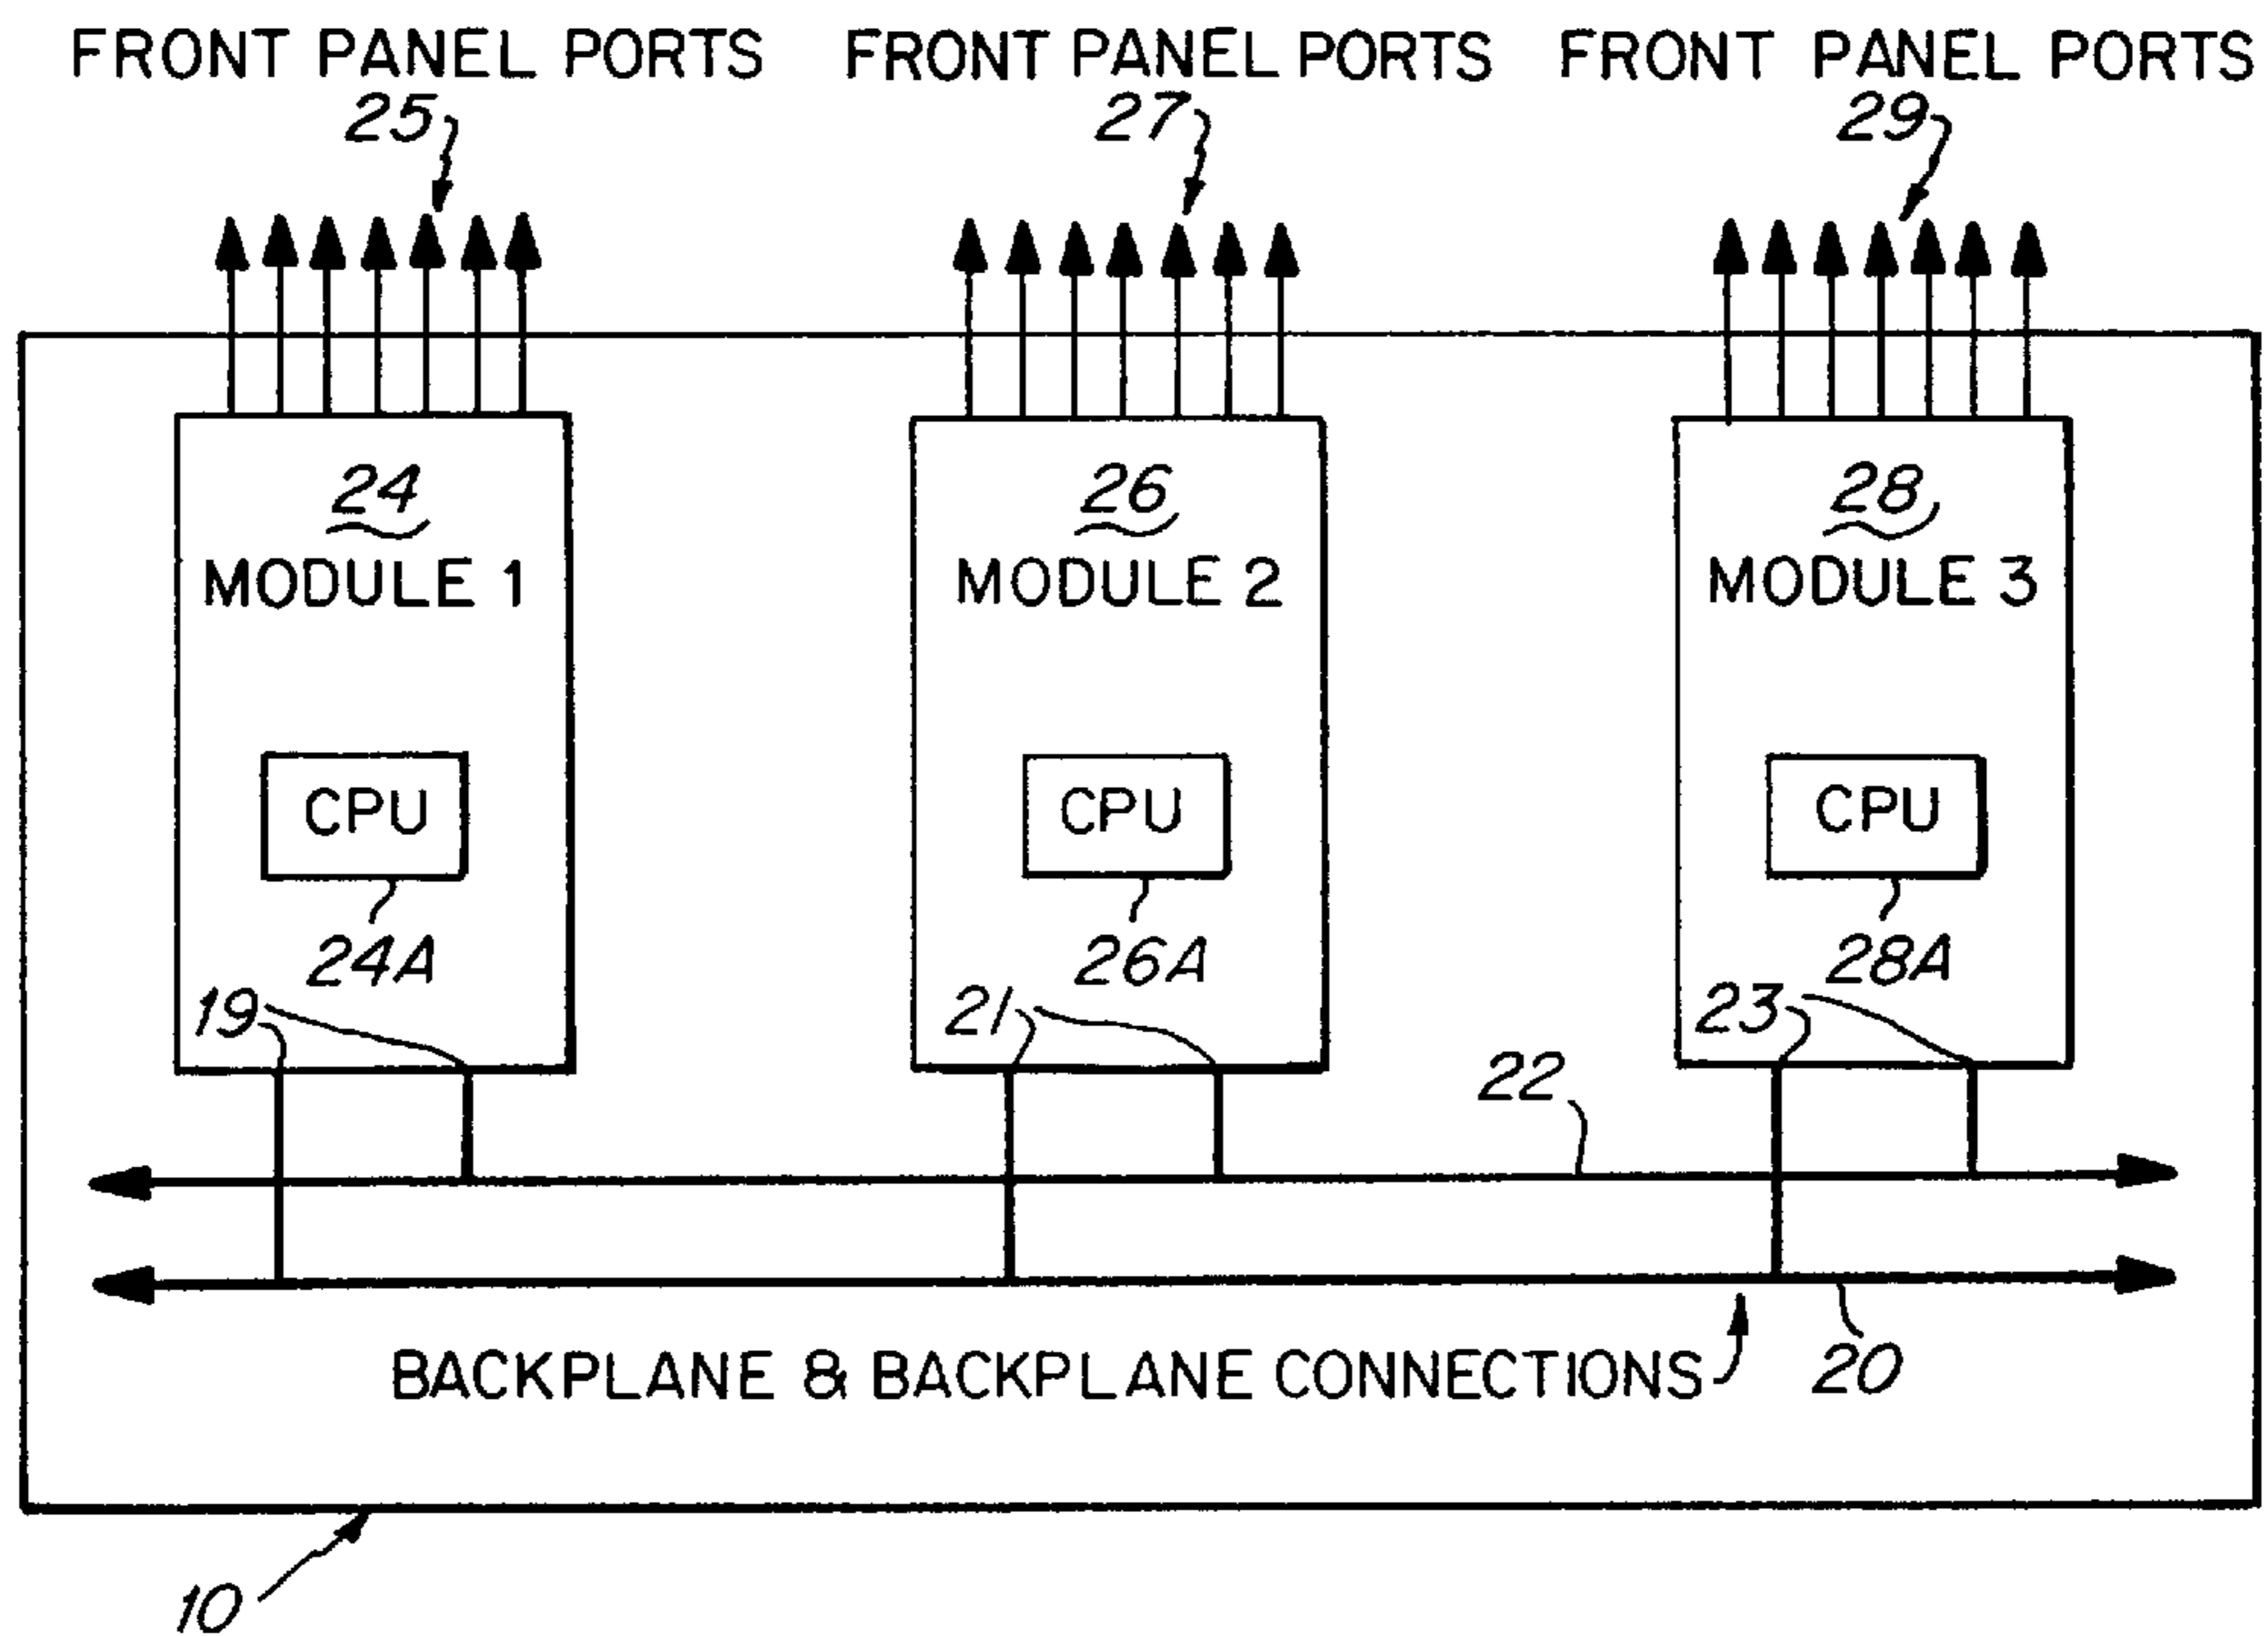 FRONT PANEL PORTS FRONT PANEL PORTS FRONT PANEL PORTS
25 27 29
24 26 28
MODULE 1 MODULE 2 MODULE 3
CPU CPU CPU
24A 26A 28A
19 21 23
22
BACKPLANE & BACKPLANE CONNECTIONS 20
10